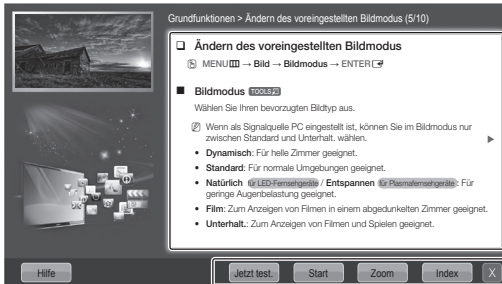 Grundfunktionen > Ändern des voreingestellten Bildmodus (5/10)
Ändern des voreingestellten Bildmodus
MENU → Bild → Bildmodus → ENTER
Bildmodus TOOLS
Wählen Sie Ihren bevorzugten Bildtyp aus.
Wenn als Signalquelle PC eingestellt ist, können Sie im Bildmodus nur
zwischen Standard und Unterhalt. wählen.
• Dynamisch: Für helle Zimmer geeignet.
• Standard: Für normale Umgebungen geeignet.
• Natürlich für LED-Fernsehgeräte / Entspannen für Plasmafernsehgeräte: Für
geringe Augenbelastung geeignet.
• Film: Zum Anzeigen von Filmen in einem abgedunkelten Zimmer geeignet.
• Unterhalt.: Zum Anzeigen von Filmen und Spielen geeignet.
Hilfe Jetzt test. Start Zoom Index X